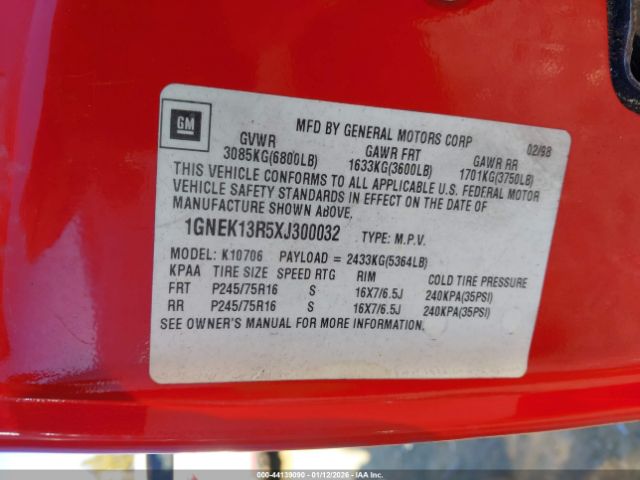 GM
MFD BY GENERAL MOTORS CORP 02/98
GVWR GAWR FRT GAWR RR
3085KG(6800LB) 1633KG(3600LB) 1701KG(3750LB)
THIS VEHICLE CONFORMS TO ALL APPLICABLE U.S. FEDERAL MOTOR
VEHICLE SAFETY STANDARDS IN EFFECT ON THE DATE OF
MANUFACTURE SHOWN ABOVE.
1GNEK13R5XJ300032 TYPE: M.P.V.
MODEL: K10706 PAYLOAD = 2433KG(5364LB)
KPAA TIRE SIZE SPEED RTG RIM COLD TIRE PRESSURE
FRT P245/75R16 S 16X7/6.5J 240KPA(35PSI)
RR P245/75R16 S 16X7/6.5J 240KPA(35PSI)
SEE OWNER'S MANUAL FOR MORE INFORMATION.
000-44139090 - 01/12/2026 - IAA Corp.